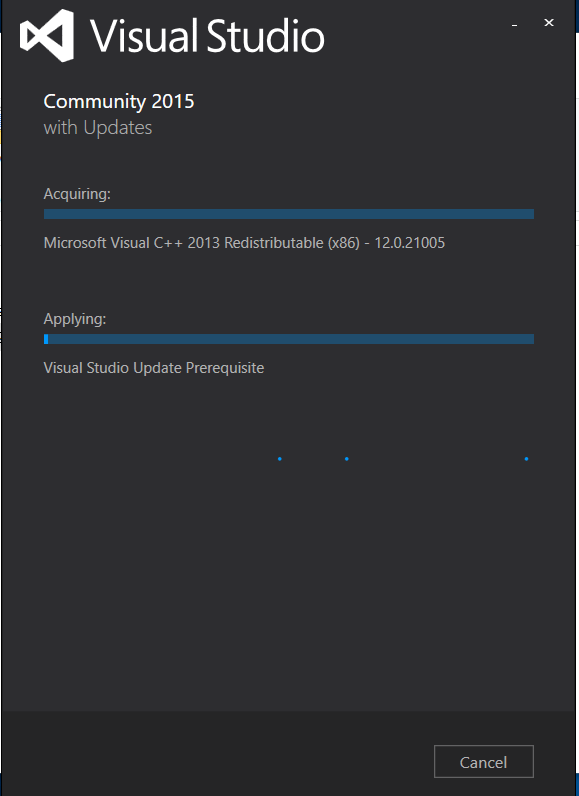 Visual Studio
Community 2015
with Updates
Acquiring:
Microsoft Visual C++ 2013 Redistributable (x86) - 12.0.21005
Applying:
Visual Studio Update Prerequisite
Cancel